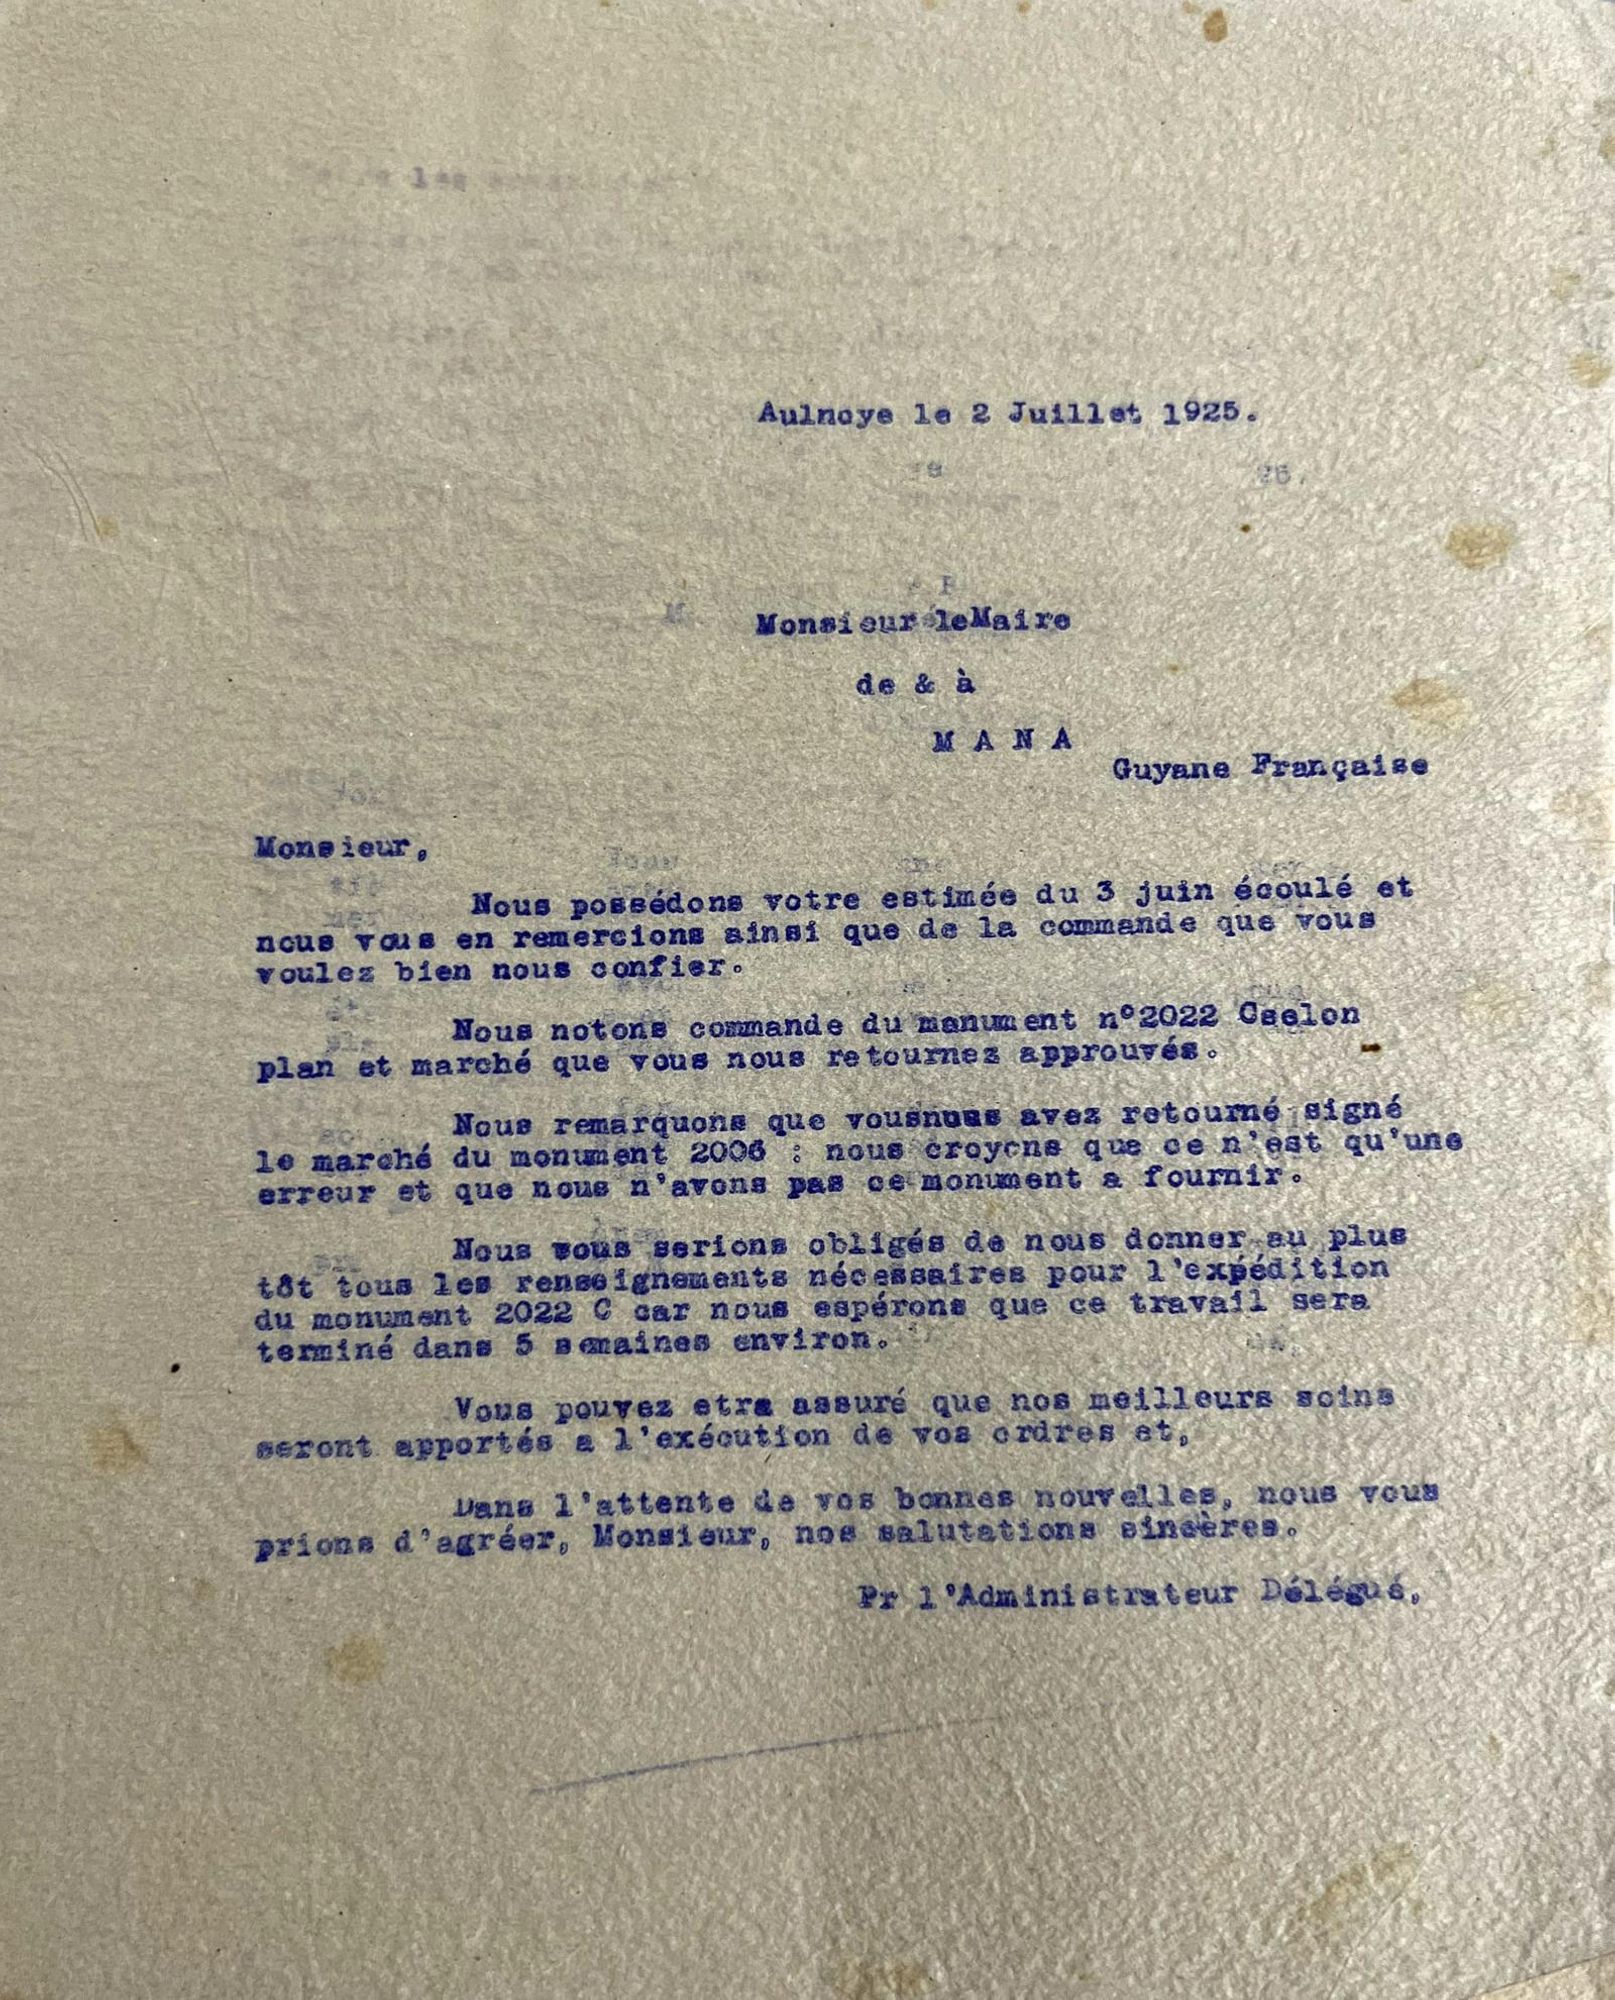 Aulnoye le 2 Juillet 1925.
Monsieur leMaire
de & à
M A N A
Guyane Française
Monsieur,
Nous possédons votre estimée du 3 juin écoulé et
nous vous en remercions ainsi que de la commande que vous
voulez bien nous confier.
Nous notons commande du manument n°2022 Cselon
plan et marché que vous nous retournez approuvés.
Nous remarquons que vousnous avez retourné signé
le marché du monument 2006 : nous croyons que ce n'est qu'une
erreur et que nous n'avons pas ce monument a fournir.
Nous vous serions obligés de nous donner au plus
tôt tous les renseignements nécessaires pour l'expédition
du monument 2022 C car nous espérons que ce travail sera
terminé dans 5 semaines environ.
Vous pouvez etre assuré que nos meilleurs soins
seront apportés a l'exécution de vos ordres et,
Dans l'attente de vos bonnes nouvelles, nous vous
prions d'agréer, Monsieur, nos salutations sincères.
Pr l'Administrateur Délégué,